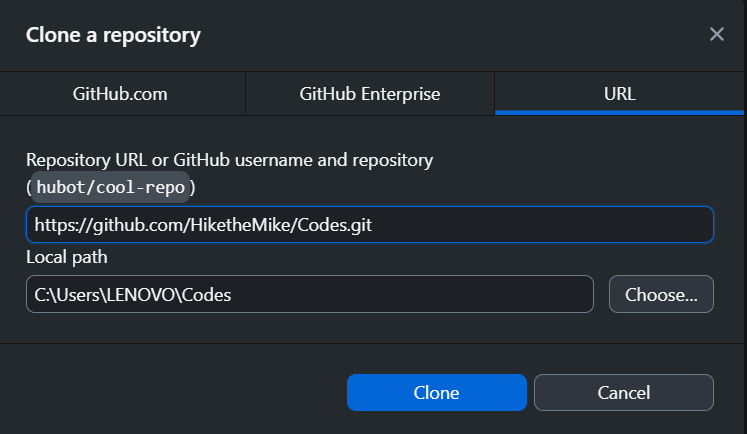 Clone a repository
GitHub.com
GitHub Enterprise
URL
Repository URL or GitHub username and repository
(hubot/cool-repo)
https://github.com/HiketheMike/Codes.git
Local path
C:\Users\LENOVO\Codes
Choose...
Clone
Cancel